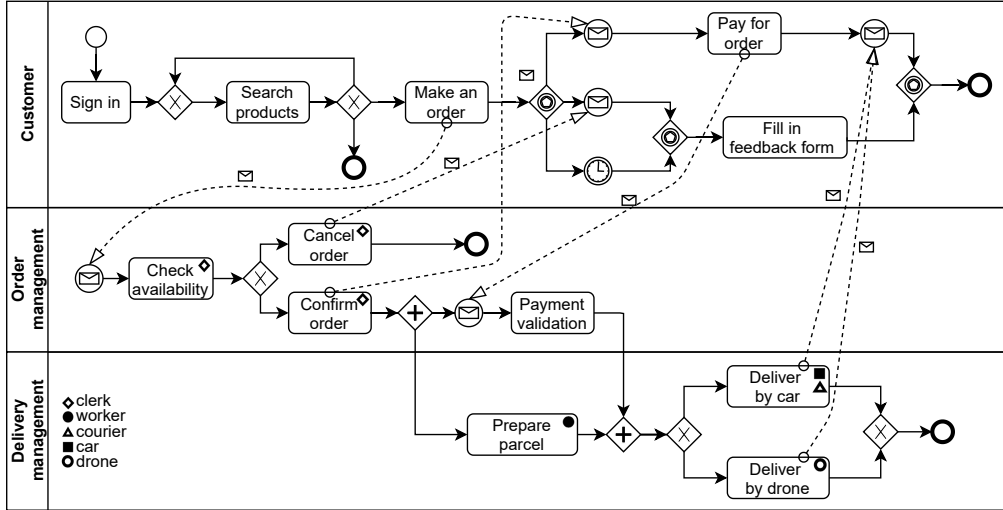 Customer
Sign in
Search
products
Make an
order
Pay for
order
Fill in
feedback form
Order
management
Check
availability
Cancel
order
Confirm
order
Payment
validation
Delivery
management
clerk
worker
courier
car
drone
Prepare
parcel
Deliver
by car
Deliver
by drone